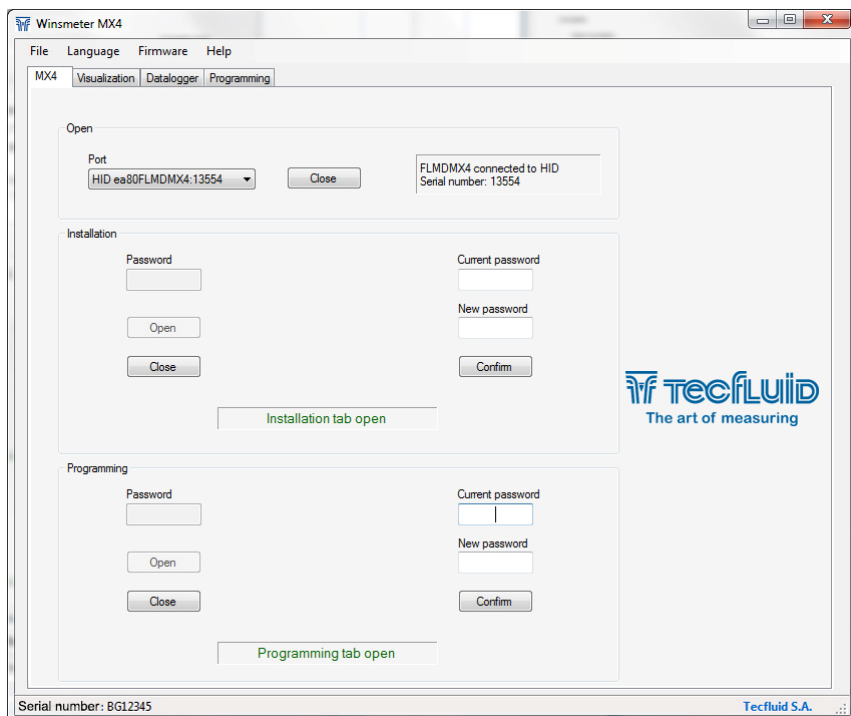 Winsmeter MX4
File Language Firmware Help
MX4 Visualization Datalogger Programming
Open
Port
HID ea80FLMDMX4:13554
Close
FLMDMX4 connected to HID
Serial number: 13554
Installation
Password
Current password
New password
Open
Close
Confirm
Installation tab open
TECFLUID
The art of measuring
Programming
Password
Current password
New password
Open
Close
Confirm
Programming tab open
Serial number: BG12345
Tecfluid S.A.